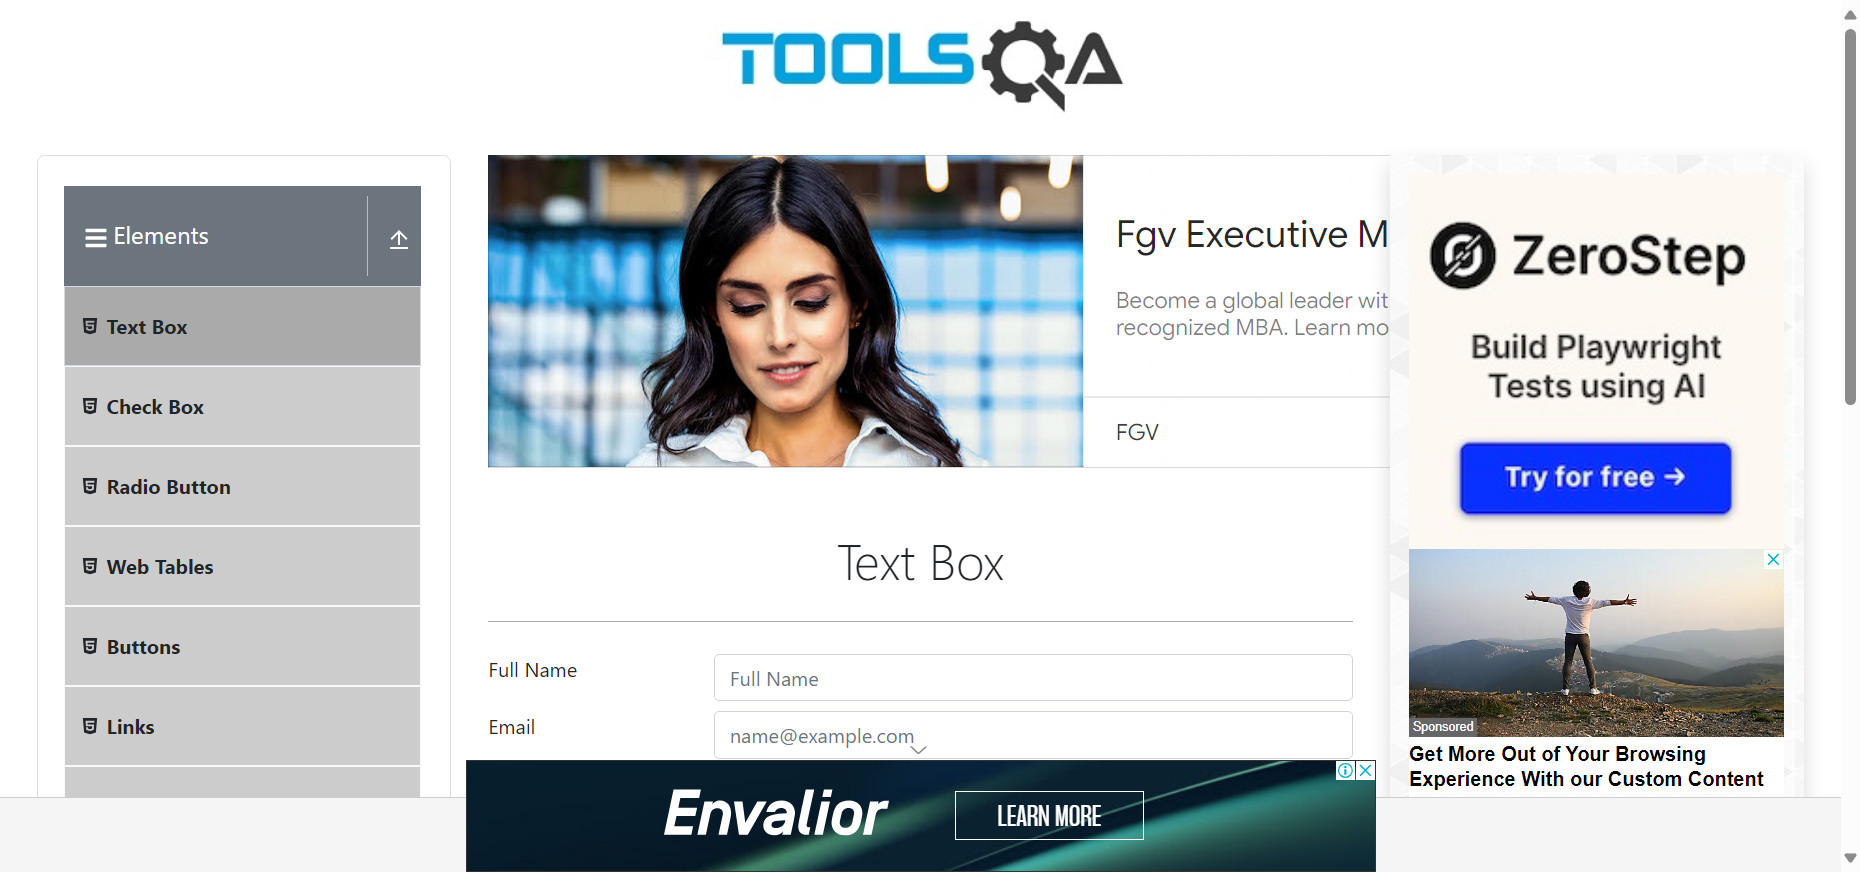 TOOLSQA
Elements
Text Box
Check Box
Radio Button
Web Tables
Buttons
Links
Fgv Executive M
Become a global leader wit
recognized MBA. Learn mo
FGV
Text Box
Full Name
Full Name
Email
name@example.com
ZeroStep
Build Playwright
Tests using AI
Try for free →
Sponsored
Get More Out of Your Browsing
Experience With our Custom Content
Envalior
LEARN MORE